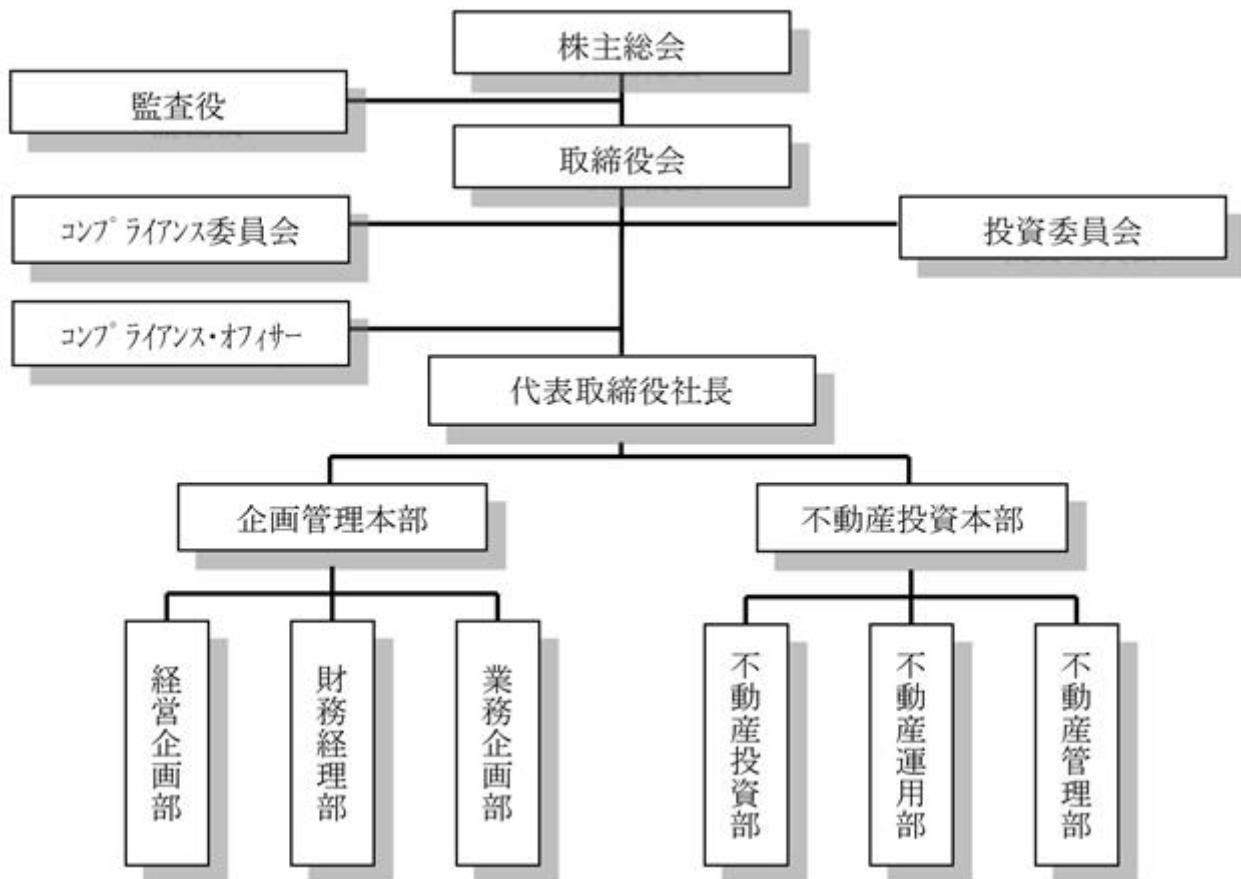 株主総会
監査役
取締役会
ｺﾝﾌﾟﾗｲｱﾝｽ委員会
投資委員会
ｺﾝﾌﾟﾗｲｱﾝｽ・ｵﾌｨｻｰ
代表取締役社長
企画管理本部
不動産投資本部
経営企画部
財務経理部
業務企画部
不動産投資部
不動産運用部
不動産管理部